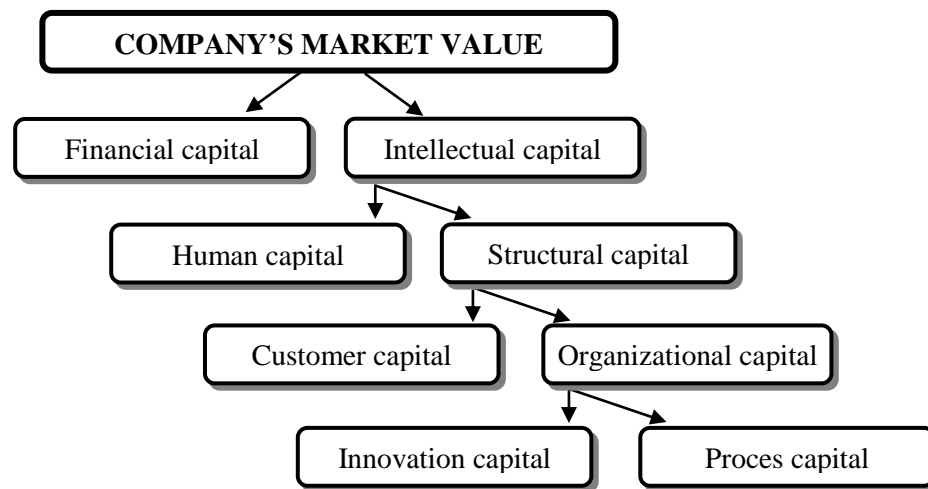 COMPANY’S MARKET VALUE
Financial capital
Intellectual capital
Human capital
Structural capital
Customer capital
Organizational capital
Innovation capital
Proces capital